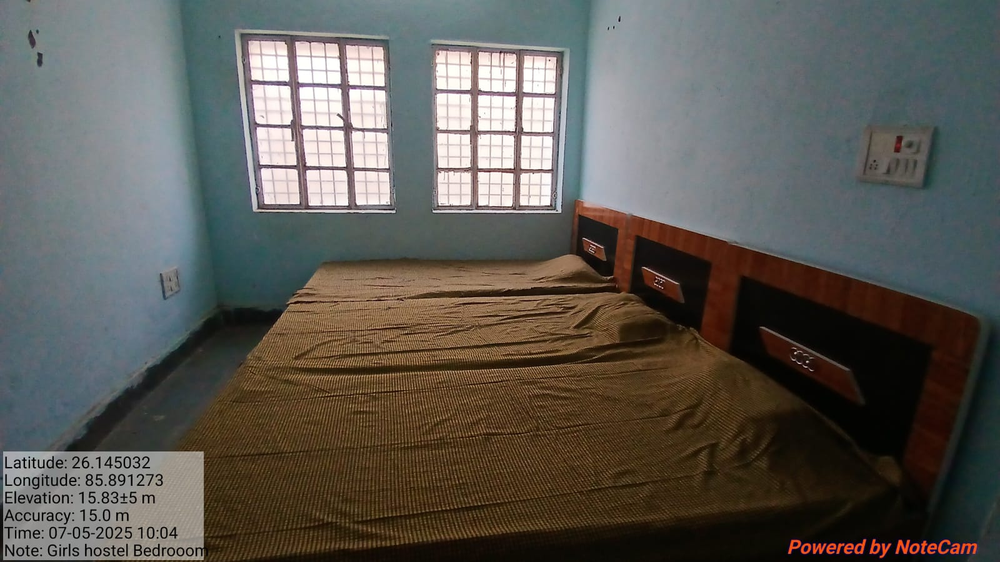 Latitude: 26.145032
Longitude: 85.891273
Elevation: 15.83±5 m
Accuracy: 15.0 m
Time: 07-05-2025 10:04
Note: Girls hostel Bedrooom
Powered by NoteCam